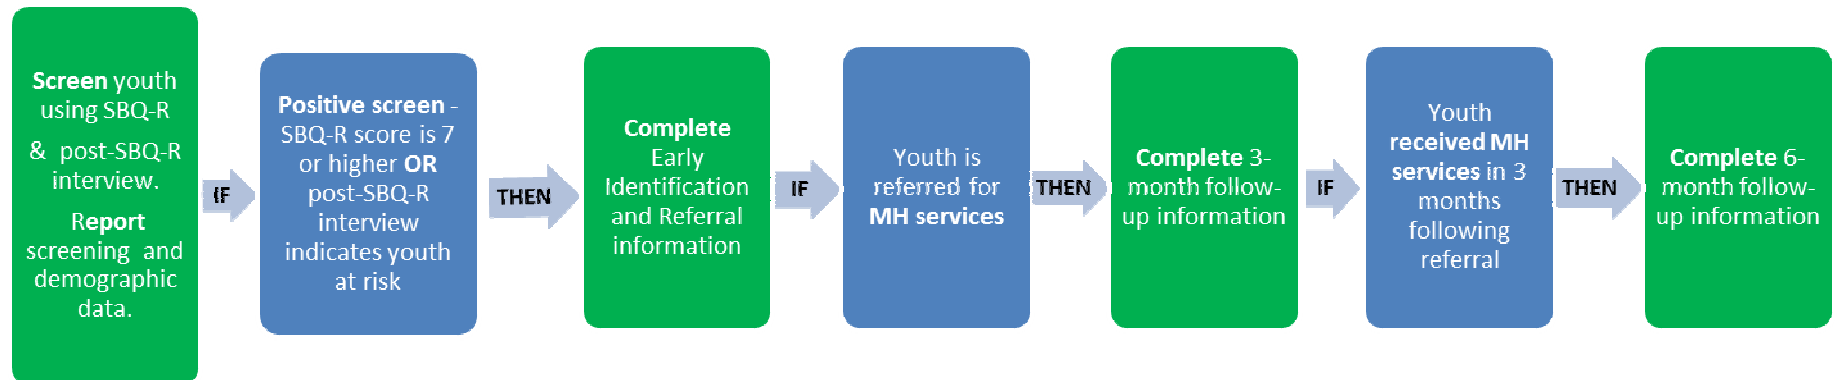 Screen youth
using SBQ-R
& post-SBQ-R
interview.
Report
screening and
demographic
data.
IF
Positive screen -
SBQ-R score is 7
or higher OR
post-SBQ-R
interview
indicates youth
at risk
THEN
Complete
Early
Identification
and Referral
information
IF
Youth is
referred for
MH services
THEN
Complete 3-
month follow-
up information
IF
Youth
received MH
services in 3
months
following
referral
THEN
Complete 6-
month follow-
up information